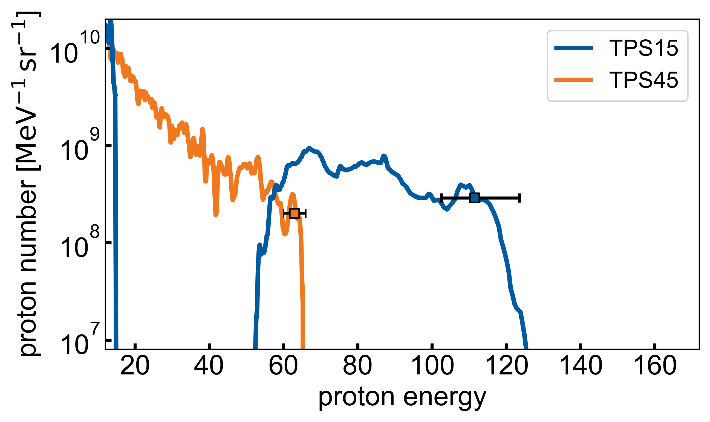 TPS15
TPS45
10¹⁰
10⁹
10⁸
10⁷
proton number [MeV⁻¹ sr⁻¹]
20 40 60 80 100 120 140 160
proton energy